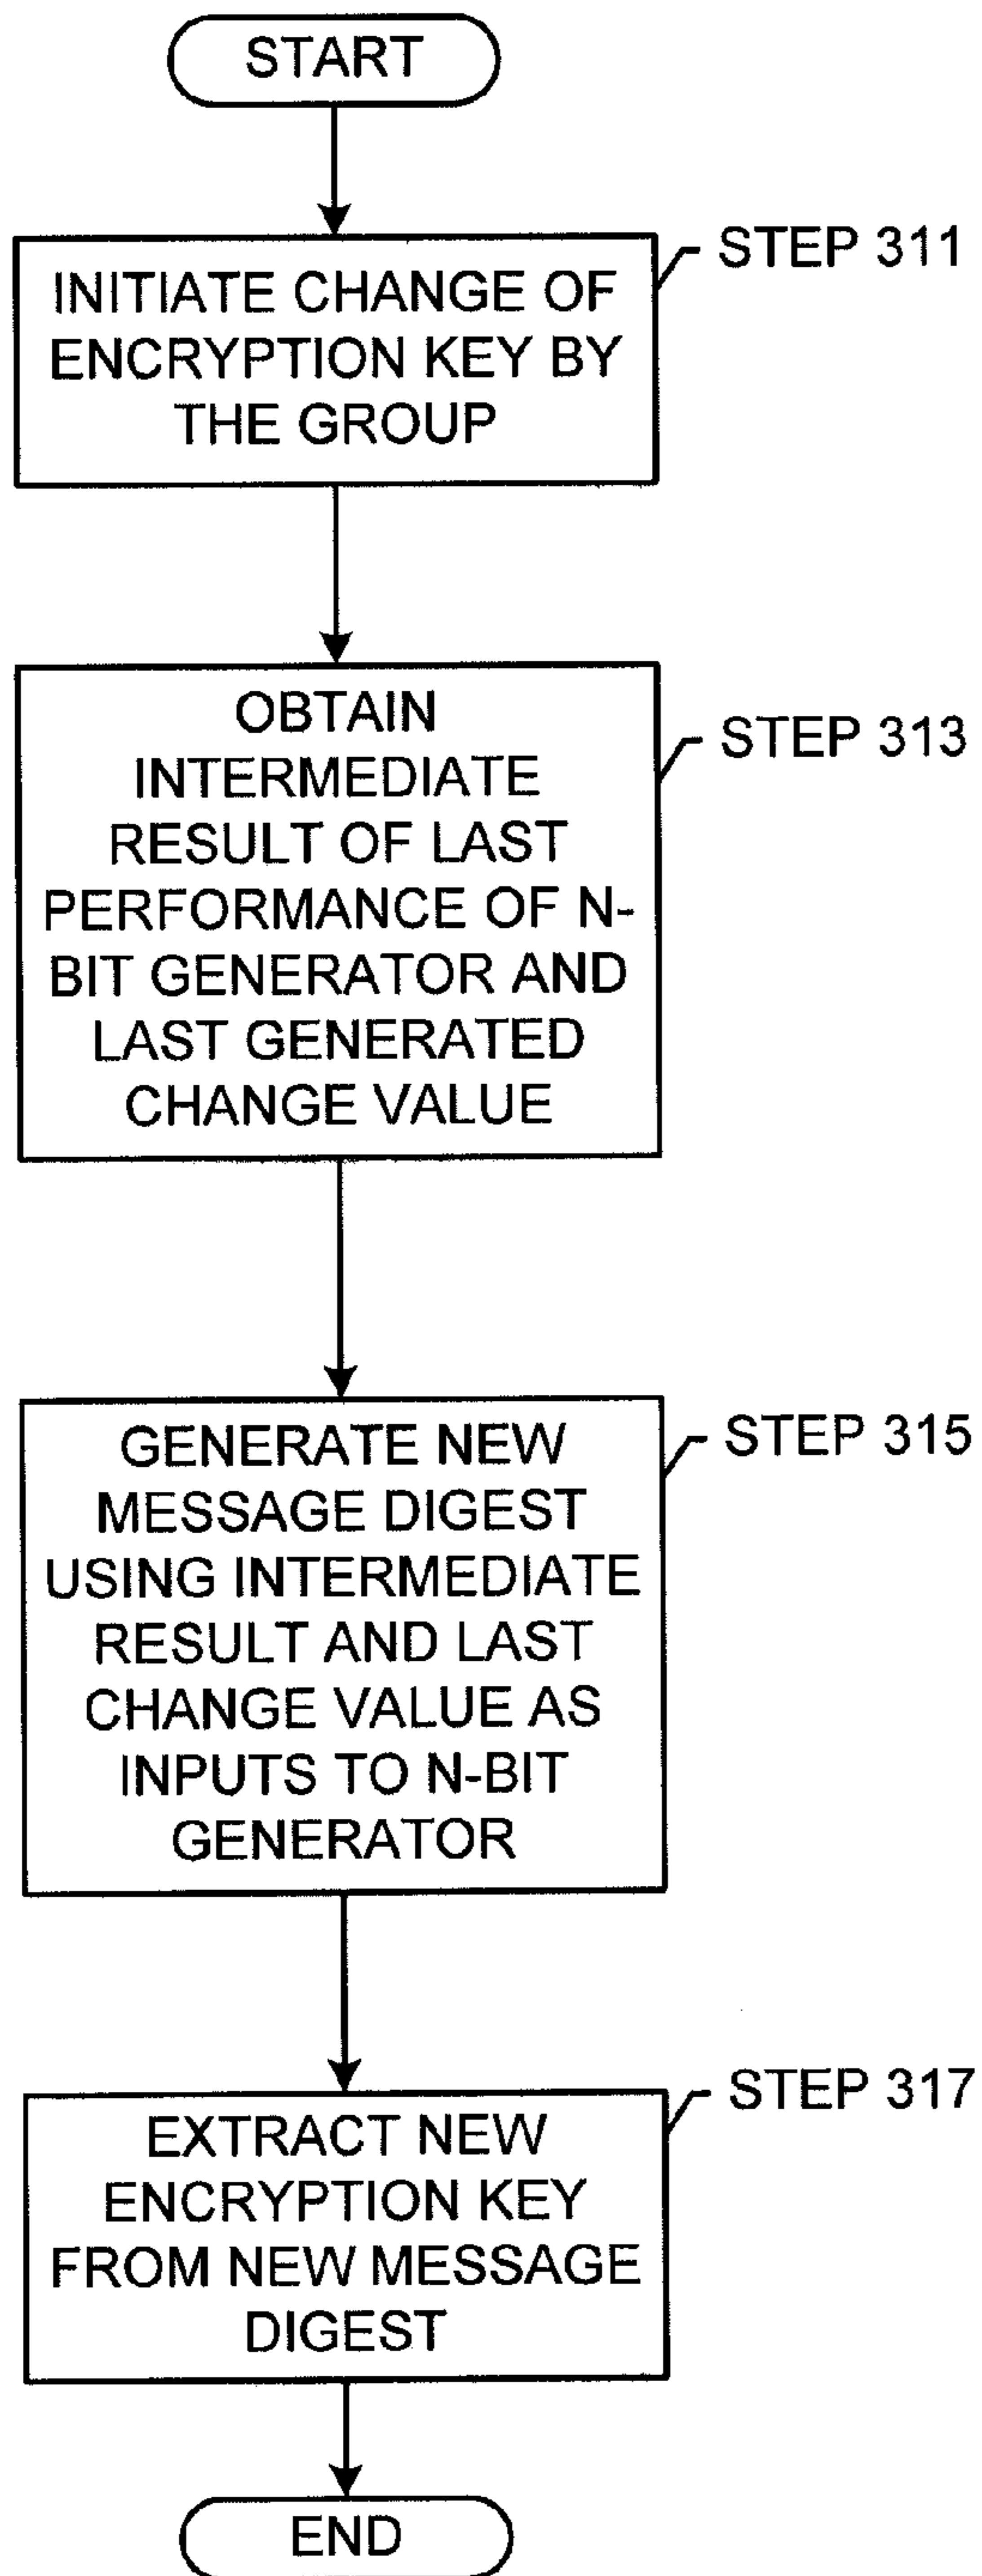 START
STEP 311
INITIATE CHANGE OF
ENCRYPTION KEY BY
THE GROUP
STEP 313
OBTAIN
INTERMEDIATE
RESULT OF LAST
PERFORMANCE OF N-
BIT GENERATOR AND
LAST GENERATED
CHANGE VALUE
STEP 315
GENERATE NEW
MESSAGE DIGEST
USING INTERMEDIATE
RESULT AND LAST
CHANGE VALUE AS
INPUTS TO N-BIT
GENERATOR
STEP 317
EXTRACT NEW
ENCRYPTION KEY
FROM NEW MESSAGE
DIGEST
END